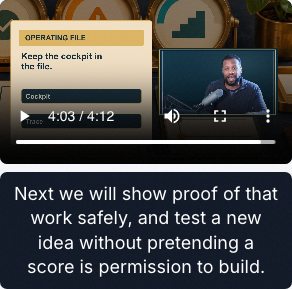 OPERATING FILE
Keep the cockpit in
the file.
Cockpit
Trace
4:03 / 4:12
Next we will show proof of that
work safely, and test a new
idea without pretending a
score is permission to build.